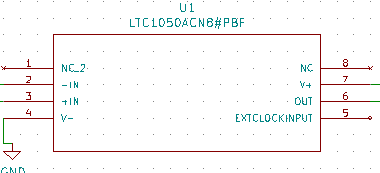 U1
LTC1050ACN8#PBF
1 NC_2 NC 8
2 -IN V+ 7
3 +IN OUT 6
4 V- EXTCLOCKINPUT 5
GND